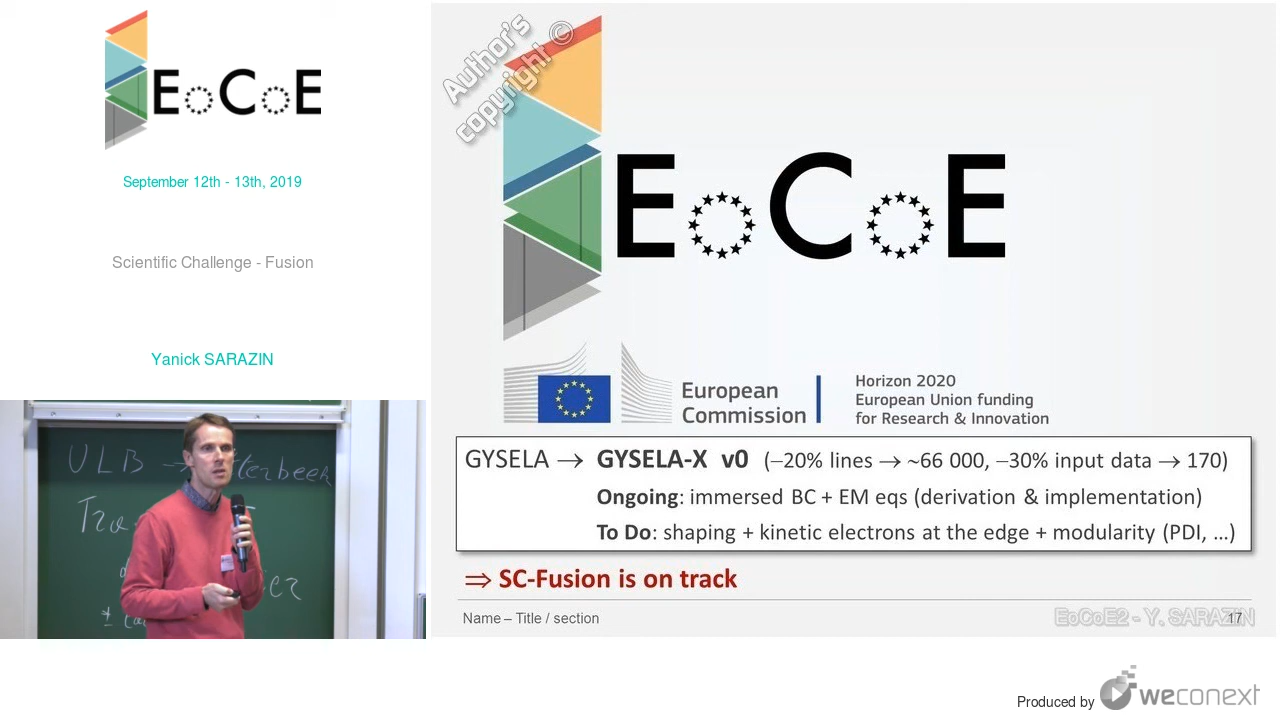 EoCoE
September 12th - 13th, 2019
Scientific Challenge - Fusion
Yanick SARAZIN
ULB →
Author's
copyright ©
EoCoE
European
Commission
Horizon 2020
European Union funding
for Research & Innovation
GYSELA → GYSELA-X v0 (–20% lines → ~66 000, –30% input data → 170)
Ongoing: immersed BC + EM eqs (derivation & implementation)
To Do: shaping + kinetic electrons at the edge + modularity (PDI, …)
⇒ SC-Fusion is on track
Name – Title / section
EoCoE2 - Y. SARAZIN
17
Produced by weconext